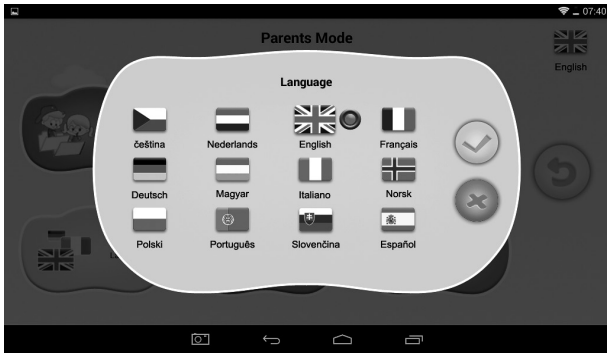 07:40
Parents Mode
English
Language
čeština Nederlands English Français
Deutsch Magyar Italiano Norsk
Polski Português Slovenčina Español